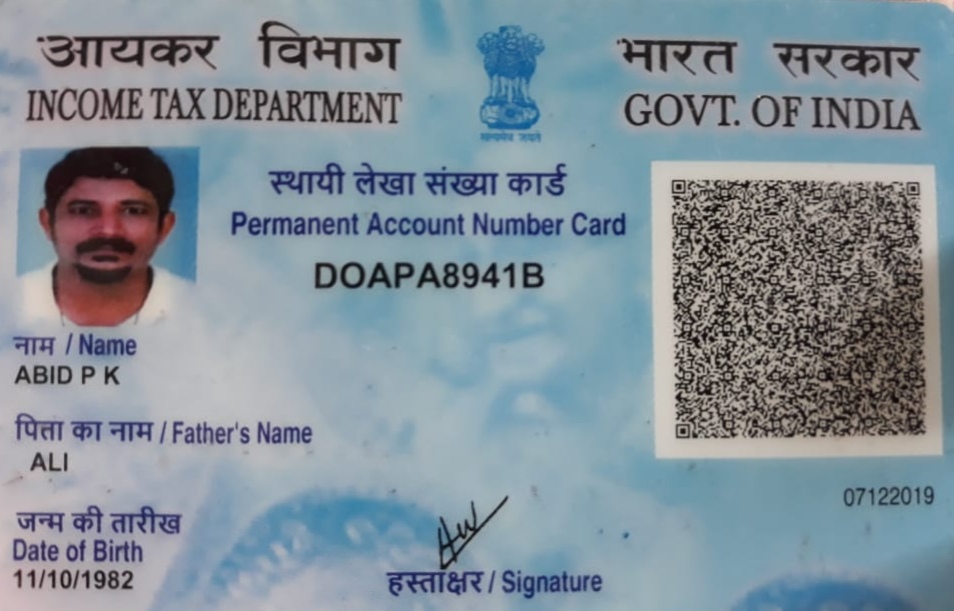 आयकर विभाग
INCOME TAX DEPARTMENT
सत्यमेव जयते
भारत सरकार
GOVT. OF INDIA
स्थायी लेखा संख्या कार्ड
Permanent Account Number Card
DOAPA8941B
नाम / Name
ABID P K
पिता का नाम / Father's Name
ALI
07122019
जन्म की तारीख
Date of Birth
11/10/1982
हस्ताक्षर / Signature